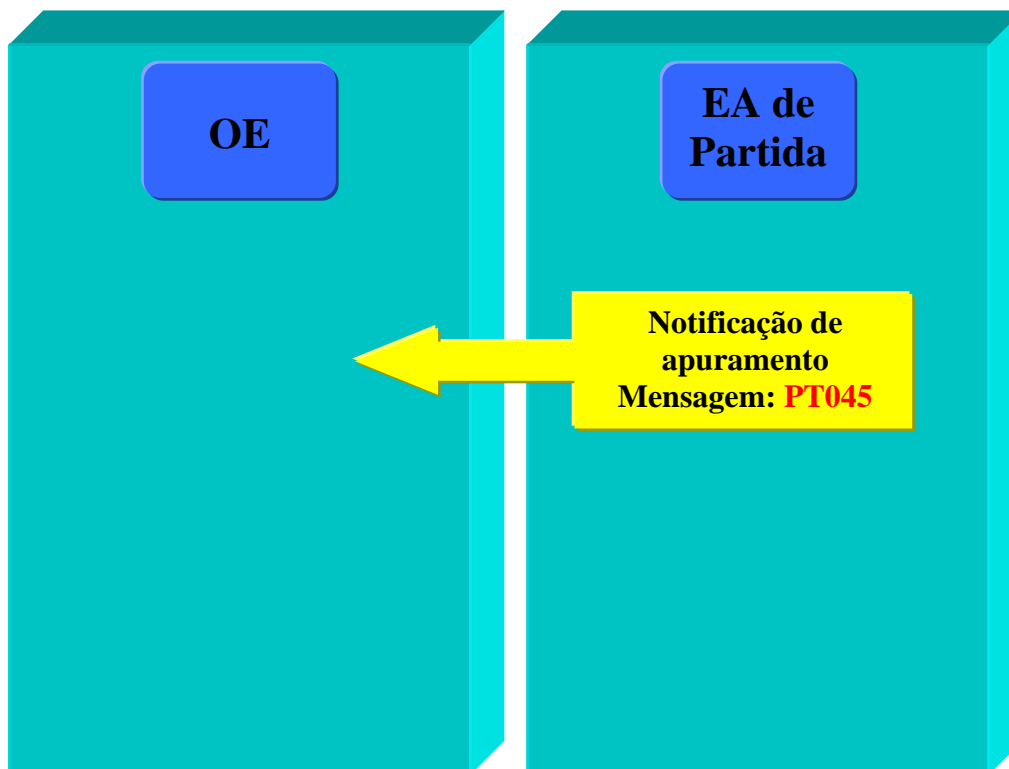 OE
EA de
Partida
Notificação de
apuramento
Mensagem: PT045